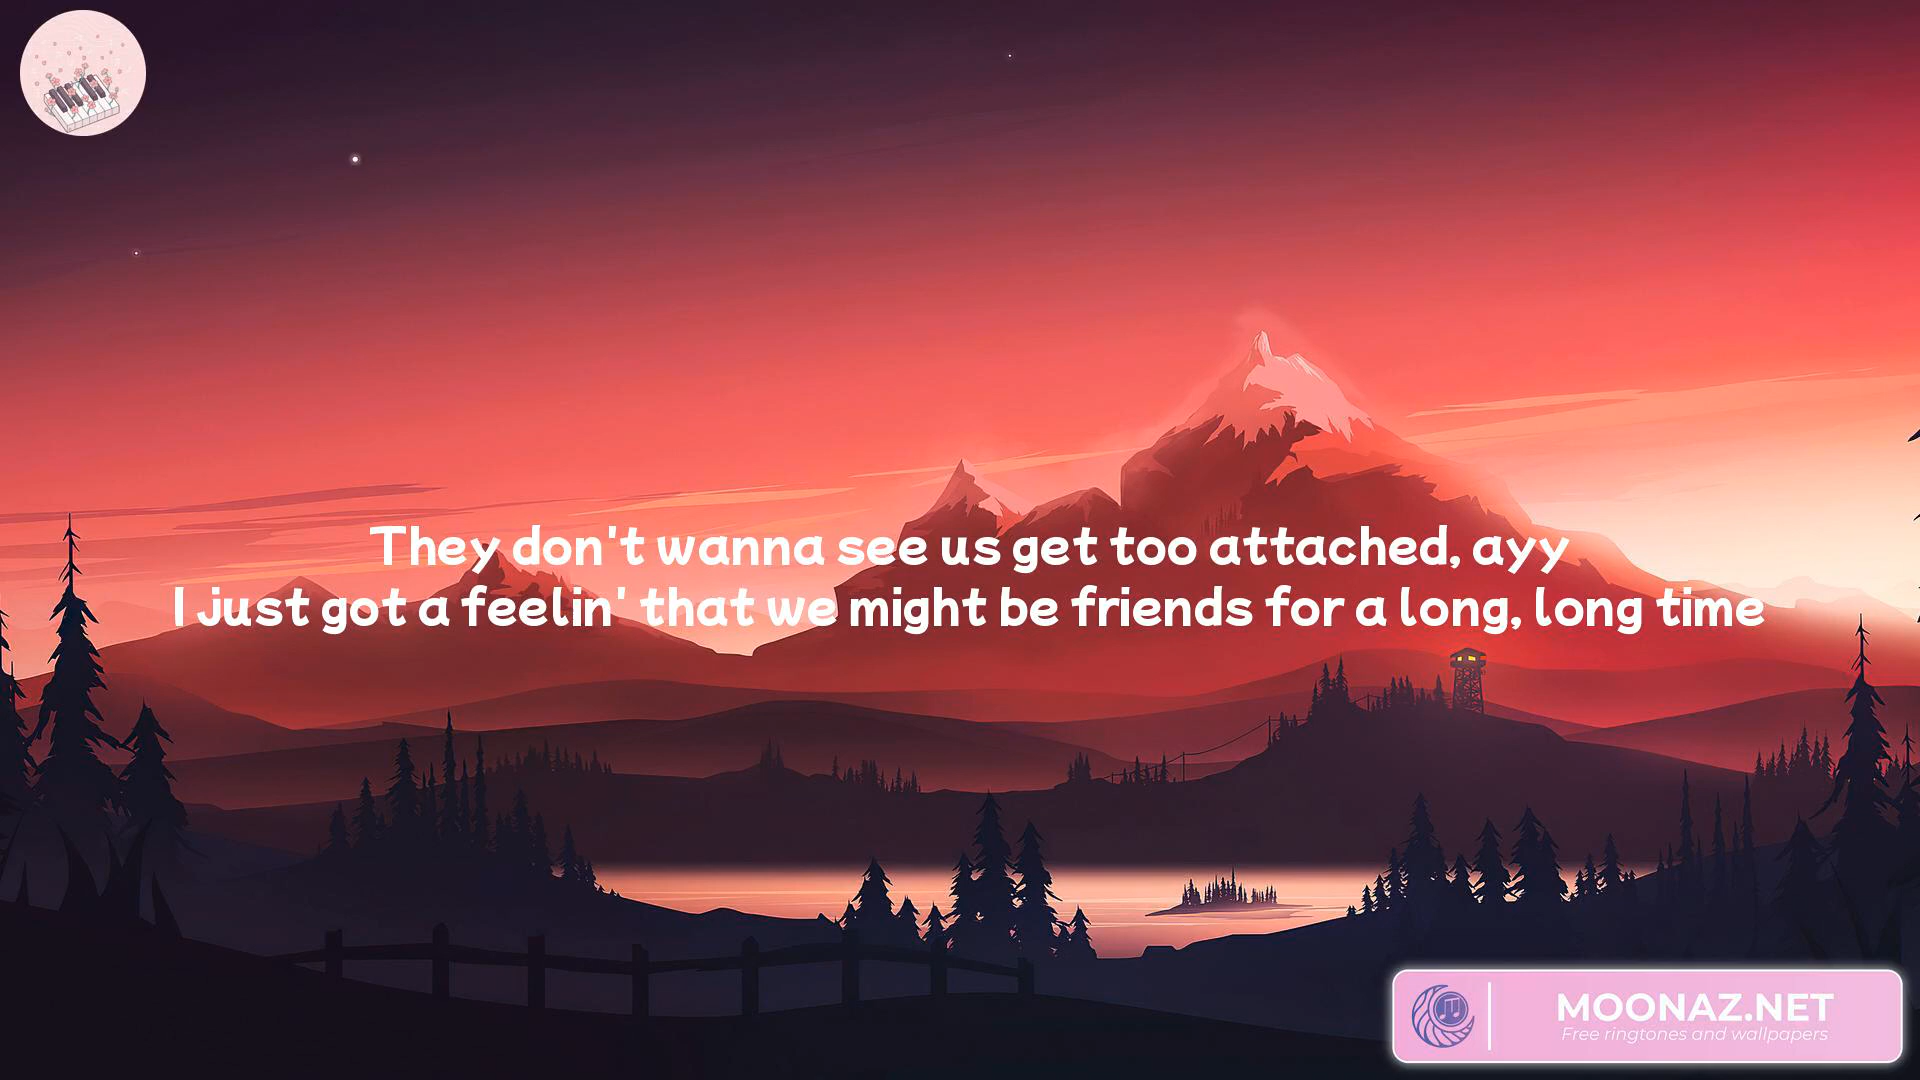 They don't wanna see us get too attached, ayy
I just got a feelin' that we might be friends for a long, long time
MOONAZ.NET
Free ringtones and wallpapers